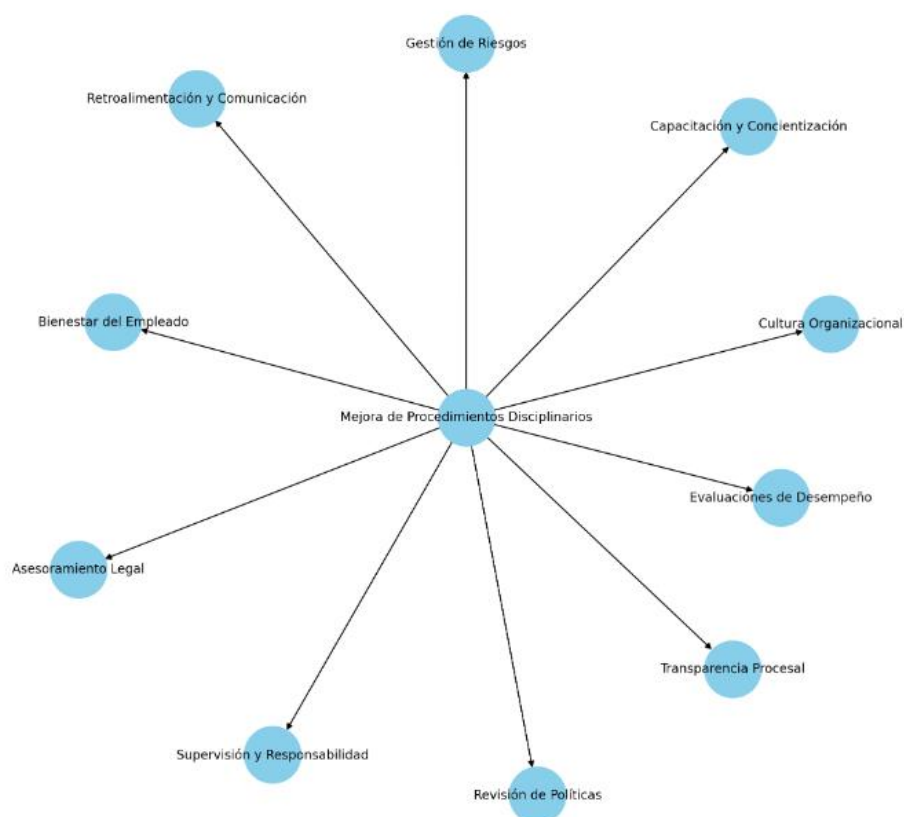 Gestión de Riesgos
Retroalimentación y Comunicación
Capacitación y Concientización
Bienestar del Empleado
Cultura Organizacional
Mejora de Procedimientos Disciplinarios
Evaluaciones de Desempeño
Asesoramiento Legal
Transparencia Procesal
Supervisión y Responsabilidad
Revisión de Políticas